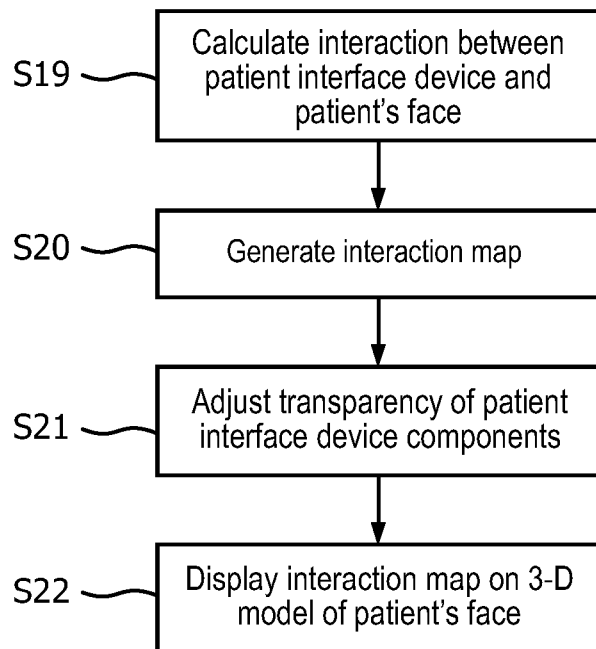 S19
Calculate interaction between
patient interface device and
patient's face
S20
Generate interaction map
S21
Adjust transparency of patient
interface device components
S22
Display interaction map on 3-D
model of patient's face